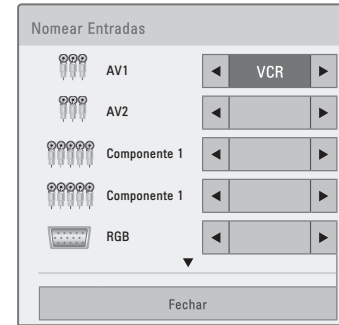 Nomear Entradas
AV1 VCR
AV2
Componente 1
Componente 1
RGB
Fechar